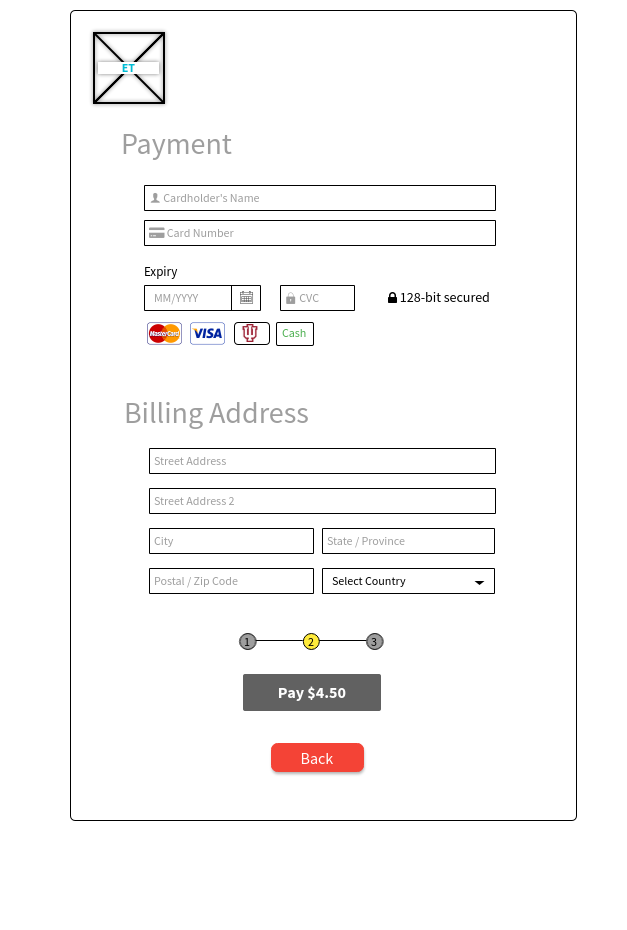 ET
Payment
Cardholder's Name
Card Number
Expiry
MM/YYYY CVC 128-bit secured
MasterCard VISA Cash
Billing Address
Street Address
Street Address 2
City State / Province
Postal / Zip Code Select Country
1 2 3
Pay $4.50
Back